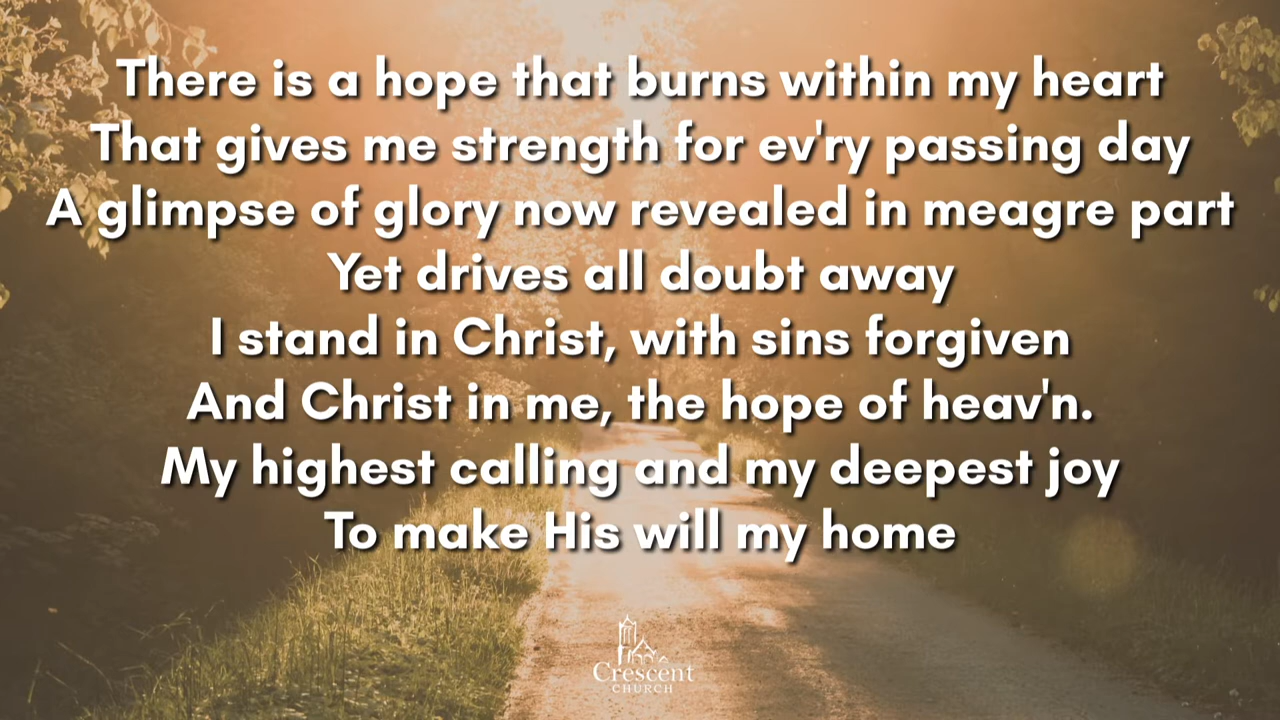 There is a hope that burns within my heart
That gives me strength for ev'ry passing day
A glimpse of glory now revealed in meagre part
Yet drives all doubt away
I stand in Christ, with sins forgiven
And Christ in me, the hope of heav'n.
My highest calling and my deepest joy
To make His will my home
Crescent
CHURCH